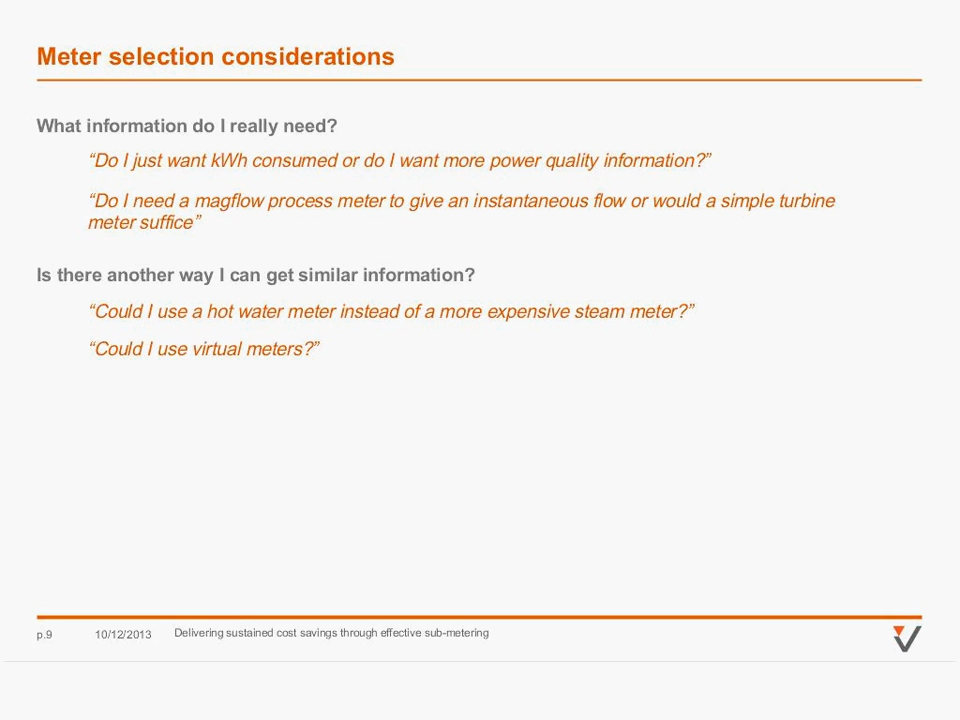 Meter selection considerations
What information do I really need?
“Do I just want kWh consumed or do I want more power quality information?”
“Do I need a magflow process meter to give an instantaneous flow or would a simple turbine
meter suffice”
Is there another way I can get similar information?
“Could I use a hot water meter instead of a more expensive steam meter?”
“Could I use virtual meters?”
p.9 10/12/2013 Delivering sustained cost savings through effective sub-metering